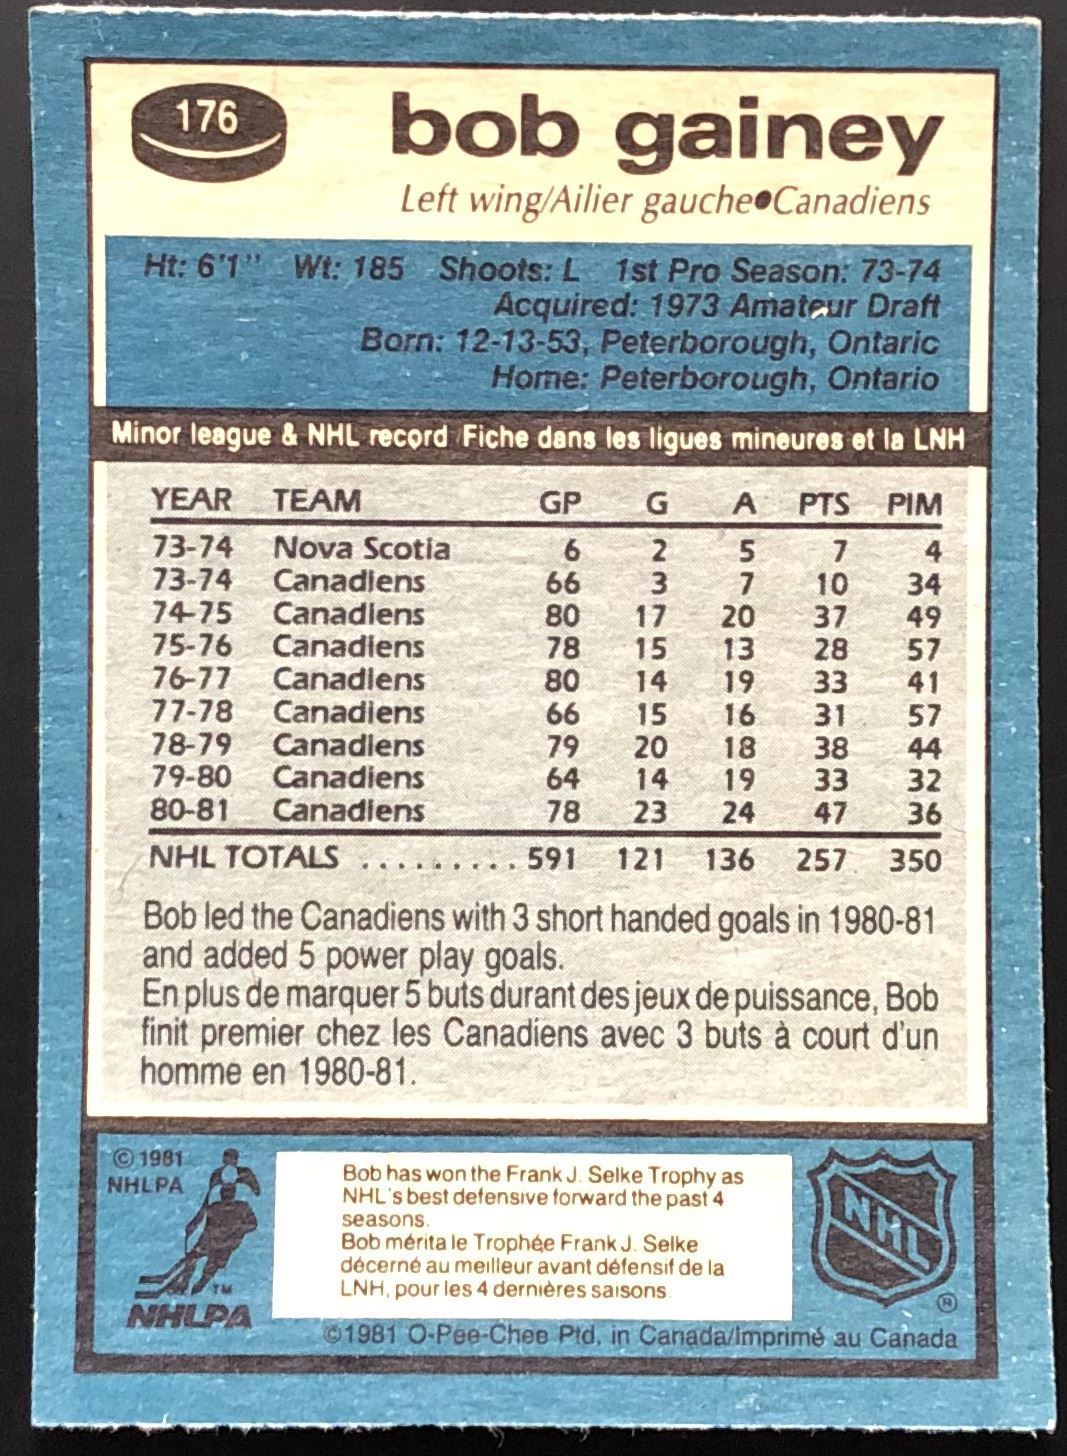 176
bob gainey
Left wing/Ailier gauche●Canadiens
Ht: 6'1" Wt: 185 Shoots: L 1st Pro Season: 73-74
Acquired: 1973 Amateur Draft
Born: 12-13-53, Peterborough, Ontario
Home: Peterborough, Ontario
Minor league & NHL record/Fiche dans les ligues mineures et la LNH
YEAR TEAM GP G A PTS PIM
73-74 Nova Scotia 6 2 5 7 4
73-74 Canadiens 66 3 7 10 34
74-75 Canadiens 80 17 20 37 49
75-76 Canadiens 78 15 13 28 57
76-77 Canadiens 80 14 19 33 41
77-78 Canadiens 66 15 16 31 57
78-79 Canadiens 79 20 18 38 44
79-80 Canadiens 64 14 19 33 32
80-81 Canadiens 78 23 24 47 36
NHL TOTALS .......... 591 121 136 257 350
Bob led the Canadiens with 3 short handed goals in 1980-81
and added 5 power play goals.
En plus de marquer 5 buts durant des jeux de puissance, Bob
finit premier chez les Canadiens avec 3 buts à court d'un
homme en 1980-81.
© 1981
NHLPA
TM
NHLPA
Bob has won the Frank J. Selke Trophy as
NHL's best defensive forward the past 4
seasons.
Bob mérita le Trophée Frank J. Selke
décerné au meilleur avant défensif de la
LNH, pour les 4 dernières saisons.
NHL
®
©1981 O-Pee-Chee Ptd. in Canada/Imprimé au Canada